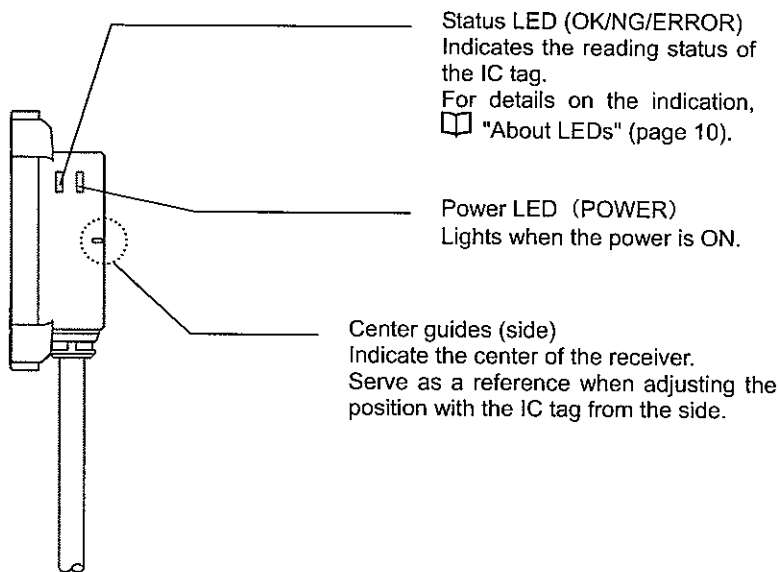 Status LED (OK/NG/ERROR)
Indicates the reading status of
the IC tag.
For details on the indication,
"About LEDs" (page 10).
Power LED（POWER）
Lights when the power is ON.
Center guides (side)
Indicate the center of the receiver.
Serve as a reference when adjusting the
position with the IC tag from the side.